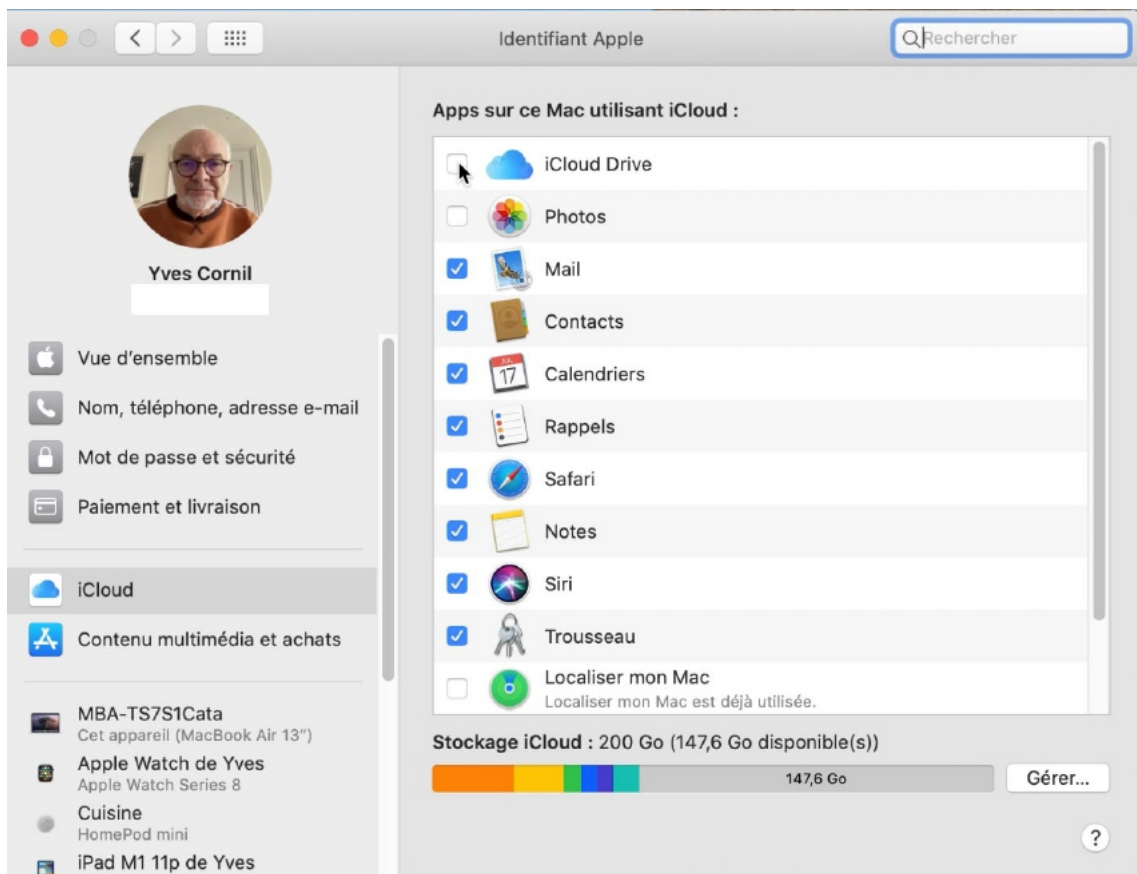 Identifiant Apple
Rechercher
Yves Cornil
Vue d'ensemble
Nom, téléphone, adresse e-mail
Mot de passe et sécurité
Paiement et livraison
iCloud
Contenu multimédia et achats
MBA-TS7S1Cata
Cet appareil (MacBook Air 13")
Apple Watch de Yves
Apple Watch Series 8
Cuisine
HomePod mini
iPad M1 11p de Yves
Apps sur ce Mac utilisant iCloud :
iCloud Drive
Photos
Mail
Contacts
JUIL
17
Calendriers
Rappels
Safari
Notes
Siri
Trousseau
Localiser mon Mac
Localiser mon Mac est déjà utilisée.
Stockage iCloud : 200 Go (147,6 Go disponible(s))
147,6 Go
Gérer...
?